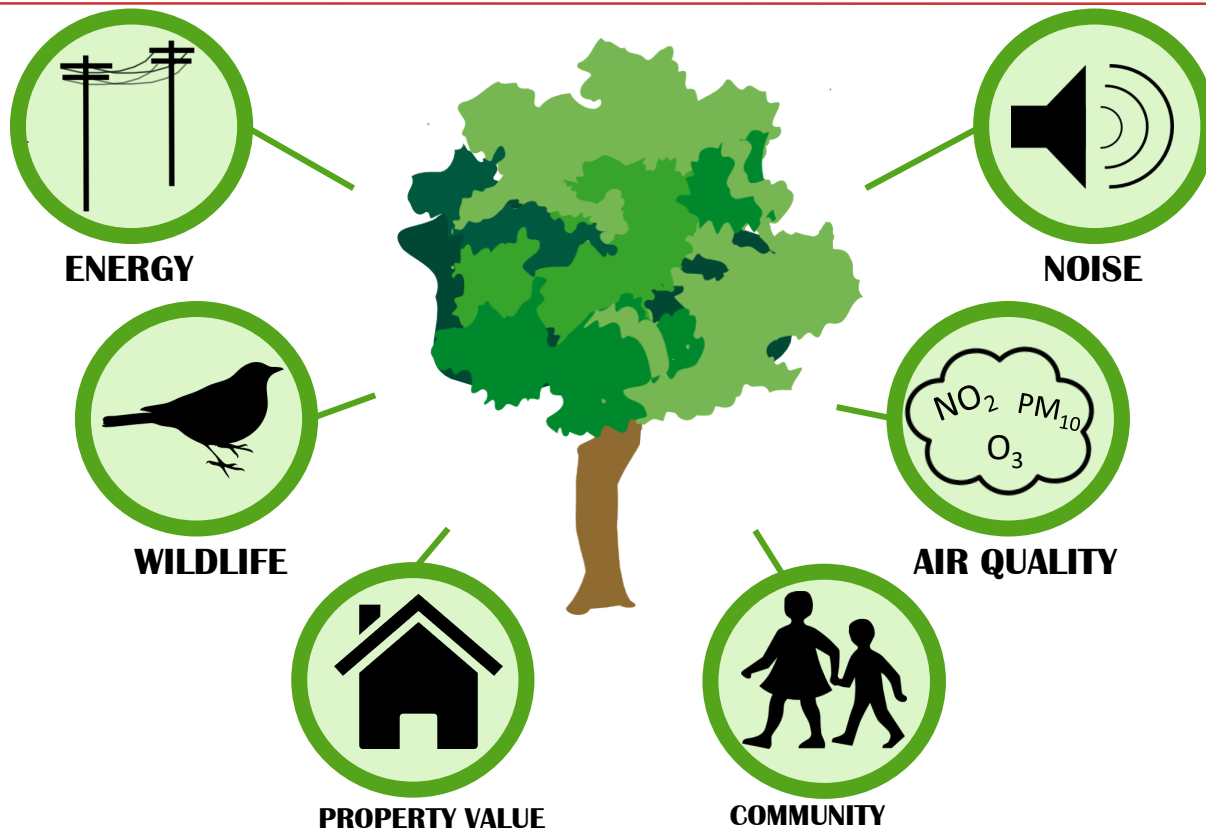 ENERGY
NOISE
WILDLIFE
NO₂ PM₁₀
O₃
AIR QUALITY
PROPERTY VALUE
COMMUNITY